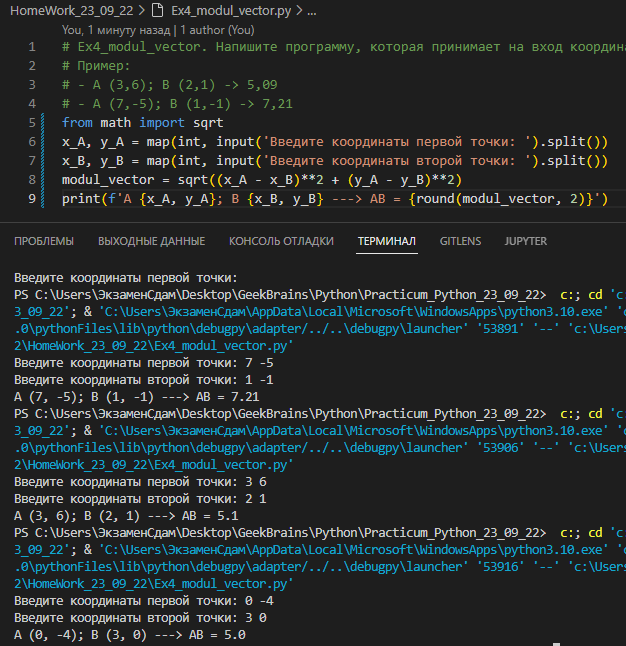 HomeWork_23_09_22 > Ex4_modul_vector.py > ...
You, 1 минуту назад | 1 author (You)
1 # Ex4_modul_vector. Напишите программу, которая принимает на вход координа
2 # Пример:
3 # - A (3,6); B (2,1) -> 5,09
4 # - A (7,-5); B (1,-1) -> 7,21
5 from math import sqrt
6 x_A, y_A = map(int, input('Введите координаты первой точки: ').split())
7 x_B, y_B = map(int, input('Введите координаты второй точки: ').split())
8 modul_vector = sqrt((x_A - x_B)**2 + (y_A - y_B)**2)
9 print(f'A {x_A, y_A}; B {x_B, y_B} ---> AB = {round(modul_vector, 2)}')
ПРОБЛЕМЫ ВЫХОДНЫЕ ДАННЫЕ КОНСОЛЬ ОТЛАДКИ ТЕРМИНАЛ GITLENS JUPYTER
Введите координаты первой точки:
PS C:\Users\ЭкзаменСдам\Desktop\GeekBrains\Python\Practicum_Python_23_09_22> c:; cd 'c
3_09_22'; & 'C:\Users\ЭкзаменСдам\AppData\Local\Microsoft\WindowsApps\python3.10.exe' 'c
.0\pythonFiles\lib\python\debugpy\adapter/../..\debugpy\launcher' '53891' '--' 'c:\Users
2\HomeWork_23_09_22\Ex4_modul_vector.py'
Введите координаты первой точки: 7 -5
Введите координаты второй точки: 1 -1
A (7, -5); B (1, -1) ---> AB = 7.21
PS C:\Users\ЭкзаменСдам\Desktop\GeekBrains\Python\Practicum_Python_23_09_22> c:; cd 'c
3_09_22'; & 'C:\Users\ЭкзаменСдам\AppData\Local\Microsoft\WindowsApps\python3.10.exe' 'c
.0\pythonFiles\lib\python\debugpy\adapter/../..\debugpy\launcher' '53906' '--' 'c:\Users
2\HomeWork_23_09_22\Ex4_modul_vector.py'
Введите координаты первой точки: 3 6
Введите координаты второй точки: 2 1
A (3, 6); B (2, 1) ---> AB = 5.1
PS C:\Users\ЭкзаменСдам\Desktop\GeekBrains\Python\Practicum_Python_23_09_22> c:; cd 'c
3_09_22'; & 'C:\Users\ЭкзаменСдам\AppData\Local\Microsoft\WindowsApps\python3.10.exe' 'c
.0\pythonFiles\lib\python\debugpy\adapter/../..\debugpy\launcher' '53916' '--' 'c:\Users
2\HomeWork_23_09_22\Ex4_modul_vector.py'
Введите координаты первой точки: 0 -4
Введите координаты второй точки: 3 0
A (0, -4); B (3, 0) ---> AB = 5.0